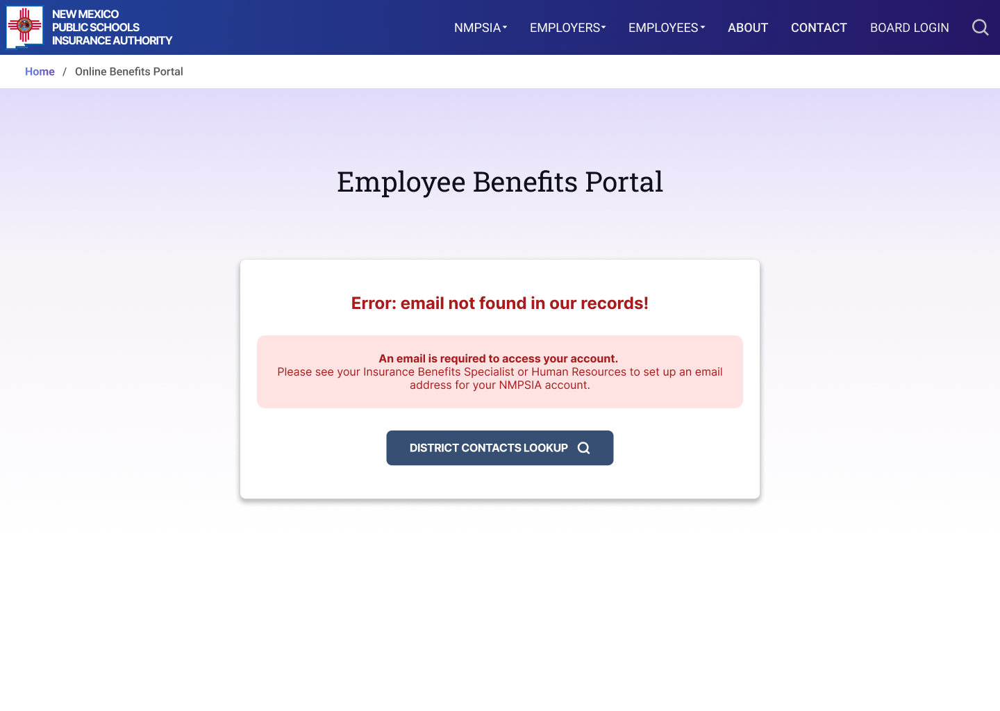 NEW MEXICO
PUBLIC SCHOOLS
INSURANCE AUTHORITY
NMPSIA EMPLOYERS EMPLOYEES ABOUT CONTACT BOARD LOGIN
Home / Online Benefits Portal
Employee Benefits Portal
Error: email not found in our records!
An email is required to access your account.
Please see your Insurance Benefits Specialist or Human Resources to set up an email
address for your NMPSIA account.
DISTRICT CONTACTS LOOKUP